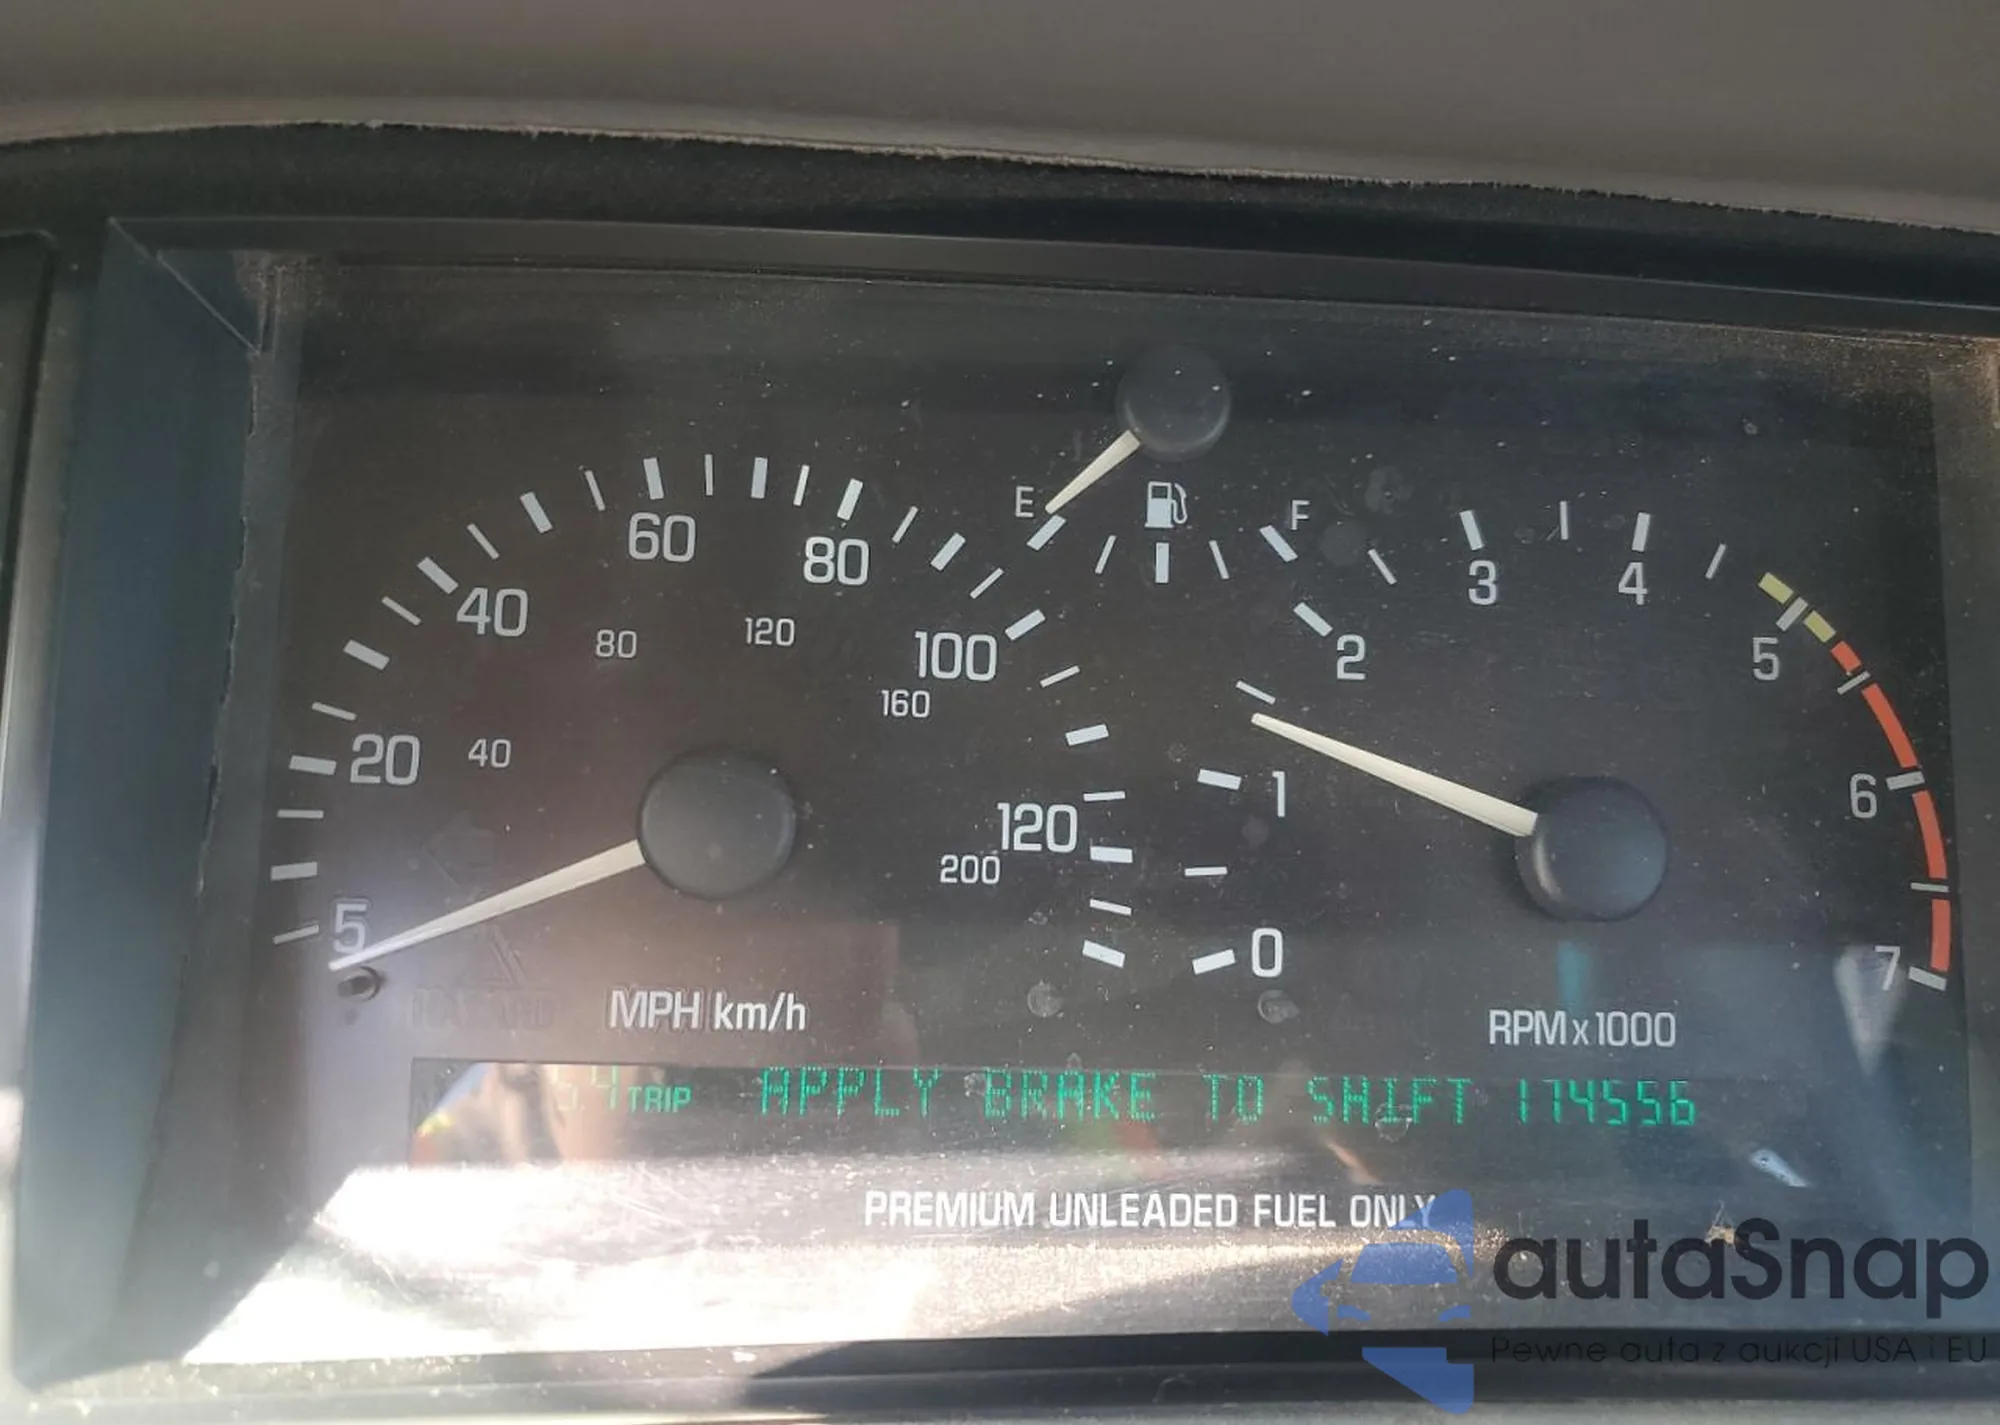 E
F
60
80
3
4
40
80
120
100
2
5
160
20
40
1
6
120
200
5
0
7
MPH km/h
RPM x 1000
5.4 TRIP APPLY BRAKE TO SHIFT 174556
PREMIUM UNLEADED FUEL ONLY
autaSnap
Pewne auta z aukcji USA i EU